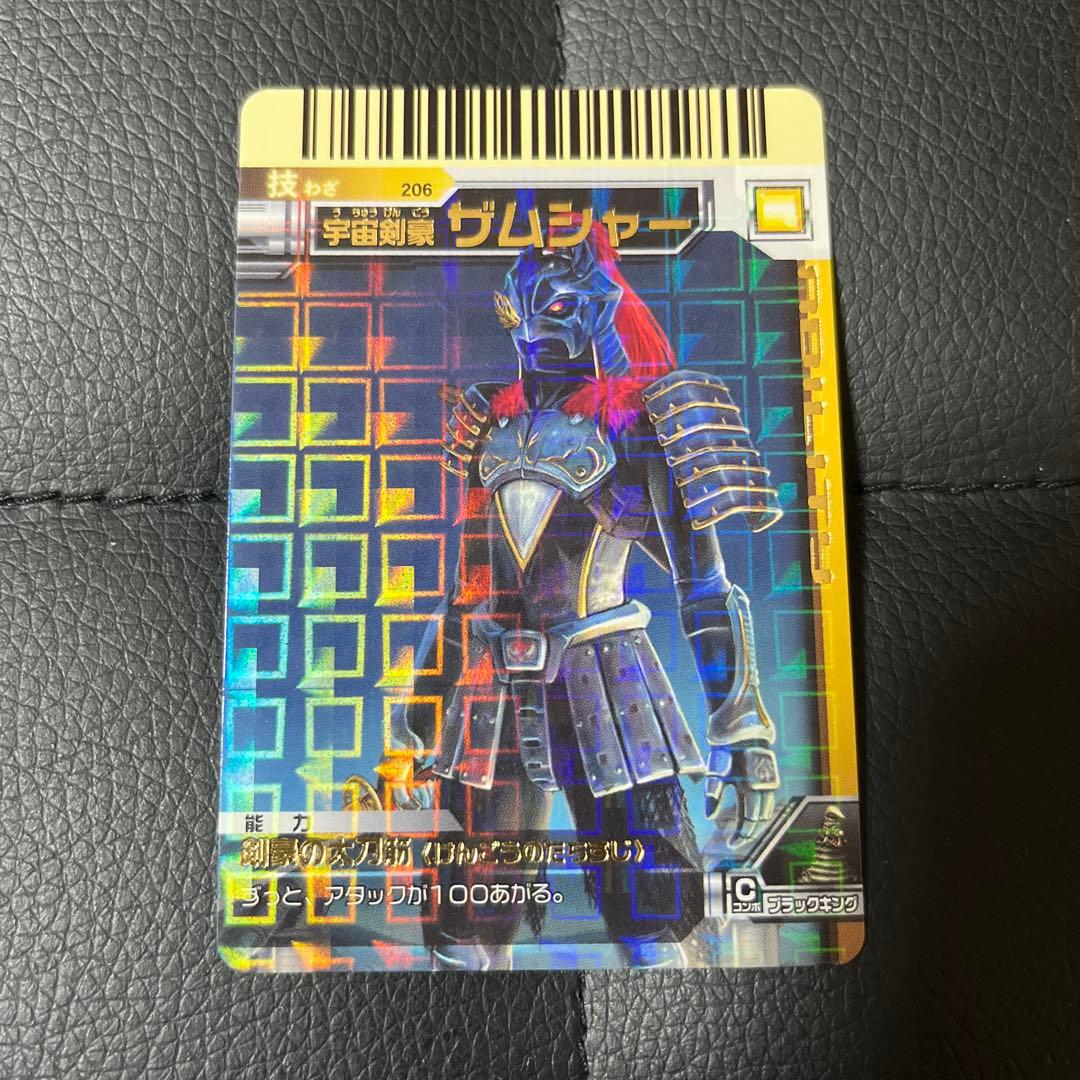 技 わざ 206
う ちゅう けん ごう
宇宙剣豪 ザムシャー
能 力
剣豪の太刀筋〈けんごうのたちすじ〉
ずっと、アタックが100あがる。
C
コンボ ブラックキング